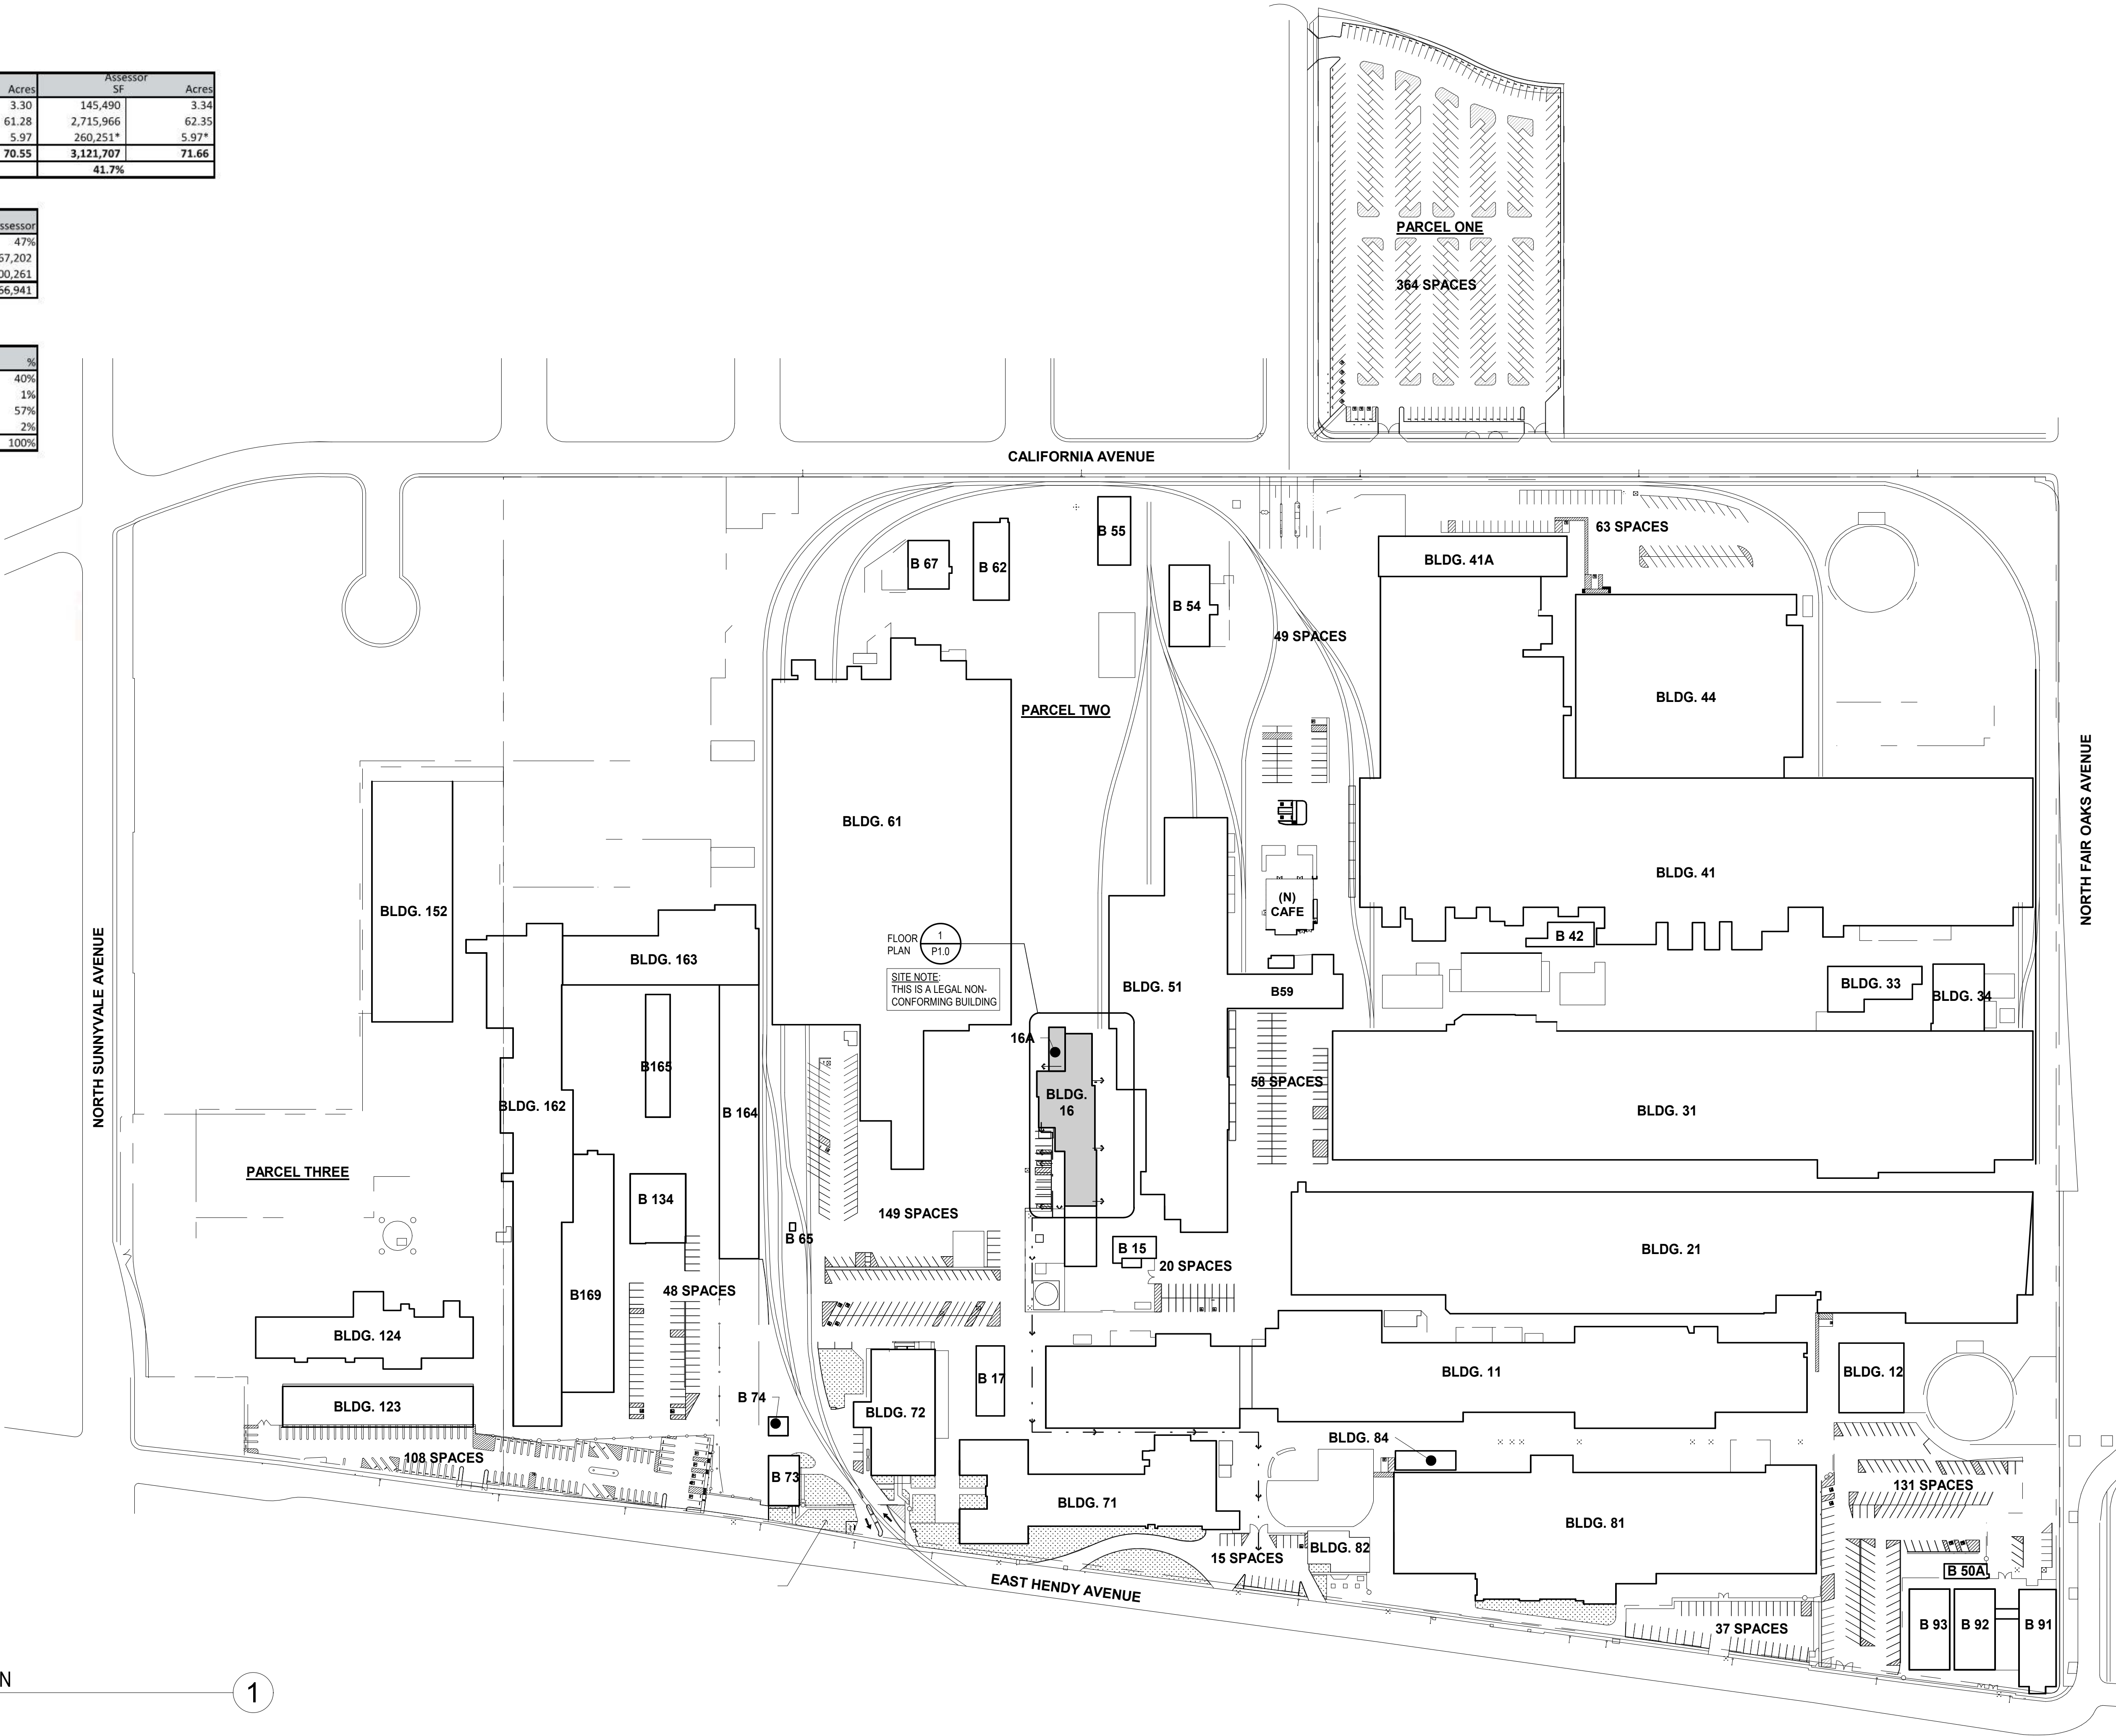 Assessor
Acres SF Acres
3.30 145,490 3.34
61.28 2,715,966 62.35
5.97 260,251* 5.97*
70.55 3,121,707 71.66
41.7%
ssessor
47%
57,202
00,261
56,941
%
40%
1%
57%
2%
100%
PARCEL ONE
364 SPACES
CALIFORNIA AVENUE
63 SPACES
B 55
B 67
B 62
BLDG. 41A
B 54
49 SPACES
BLDG. 44
PARCEL TWO
NORTH FAIR OAKS AVENUE
BLDG. 61
BLDG. 41
(N)
CAFE
BLDG. 152
NORTH SUNNYVALE AVENUE
FLOOR
PLAN
1
P1.0
B 42
BLDG. 163
SITE NOTE:
THIS IS A LEGAL NON-
CONFORMING BUILDING
BLDG. 51
B59
BLDG. 33
BLDG. 34
16A
B165
58 SPACES
BLDG.
16
BLDG. 162
B 164
BLDG. 31
PARCEL THREE
B 134
149 SPACES
B 65
B 15
BLDG. 21
20 SPACES
48 SPACES
B169
BLDG. 124
BLDG. 11
BLDG. 12
B 17
B 74
BLDG. 123
BLDG. 72
BLDG. 84
108 SPACES
B 73
131 SPACES
BLDG. 71
BLDG. 81
BLDG. 82
15 SPACES
B 50A
EAST HENDY AVENUE
37 SPACES
B 93
B 92
B 91
N
1